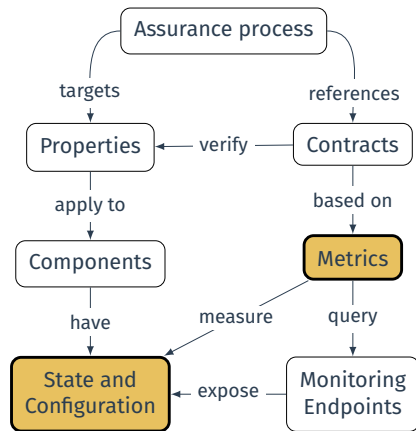 Assurance process
targets
references
Properties
verify
Contracts
apply to
based on
Components
Metrics
have
measure
query
State and
Configuration
expose
Monitoring
Endpoints